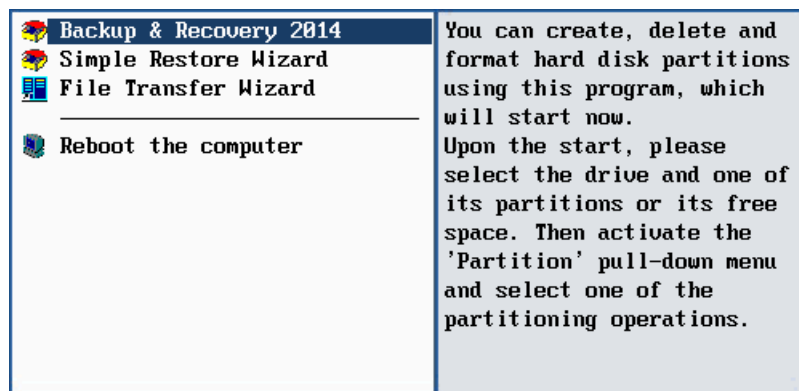 Backup & Recovery 2014
Simple Restore Wizard
File Transfer Wizard
Reboot the computer
You can create, delete and
format hard disk partitions
using this program, which
will start now.
Upon the start, please
select the drive and one of
its partitions or its free
space. Then activate the
'Partition' pull-down menu
and select one of the
partitioning operations.